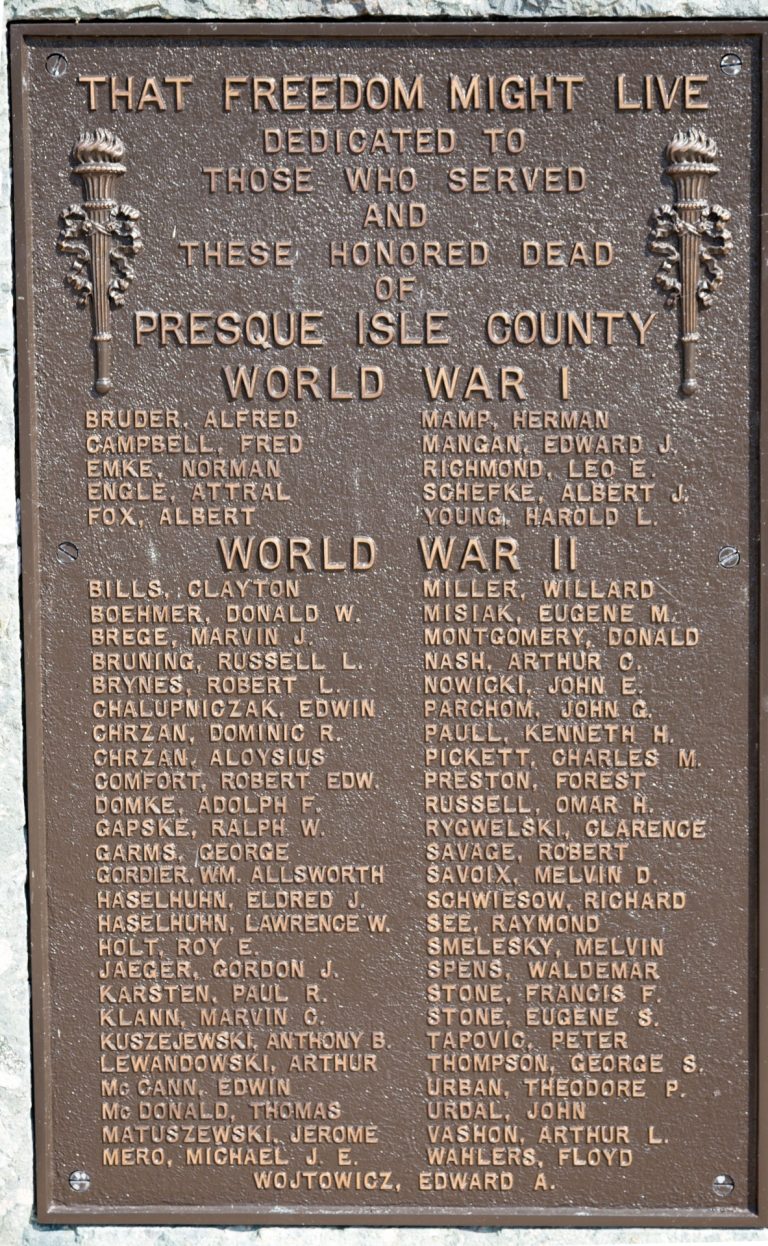 THAT FREEDOM MIGHT LIVE
DEDICATED TO
THOSE WHO SERVED
AND
THESE HONORED DEAD
OF
PRESQUE ISLE COUNTY
WORLD WAR I
BRUDER, ALFRED
CAMPBELL, FRED
EMKE, NORMAN
ENGLE, ATTRAL
FOX, ALBERT
MAMP, HERMAN
MANGAN, EDWARD J.
RICHMOND, LEO E.
SCHEFKE, ALBERT J.
YOUNG, HAROLD L.
WORLD WAR II
BILLS, CLAYTON
BOEHMER, DONALD W.
BREGE, MARVIN J.
BRUNING, RUSSELL L.
BRYNES, ROBERT L.
CHALUPNICZAK, EDWIN
CHRZAN, DOMINIC R.
CHRZAN, ALOYSIUS
COMFORT, ROBERT EDW.
DOMKE, ADOLPH F.
GAPSKE, RALPH W.
GARMS, GEORGE
GORDIER, WM. ALLSWORTH
HASELHUHN, ELDRED J.
HASELHUHN, LAWRENCE W.
HOLT, ROY E.
JAEGER, GORDON J.
KARSTEN, PAUL R.
KLANN, MARVIN C.
KUSZEJEWSKI, ANTHONY B.
LEWANDOWSKI, ARTHUR
Mc CANN, EDWIN
Mc DONALD, THOMAS
MATUSZEWSKI, JEROME
MERO, MICHAEL J. E.
MILLER, WILLARD
MISIAK, EUGENE M.
MONTGOMERY, DONALD
NASH, ARTHUR C.
NOWICKI, JOHN E.
PARCHOM, JOHN G.
PAULL, KENNETH H.
PICKETT, CHARLES M.
PRESTON, FOREST
RUSSELL, OMAR H.
RYGWELSKI, CLARENCE
SAVAGE, ROBERT
SAVOIX, MELVIN D.
SCHWIESOW, RICHARD
SEE, RAYMOND
SMELESKY, MELVIN
SPENS, WALDEMAR
STONE, FRANCIS F.
STONE, EUGENE S.
TAPOVIC, PETER
THOMPSON, GEORGE S.
URBAN, THEODORE P.
URDAL, JOHN
VASHON, ARTHUR L.
WAHLERS, FLOYD
WOJTOWICZ, EDWARD A.